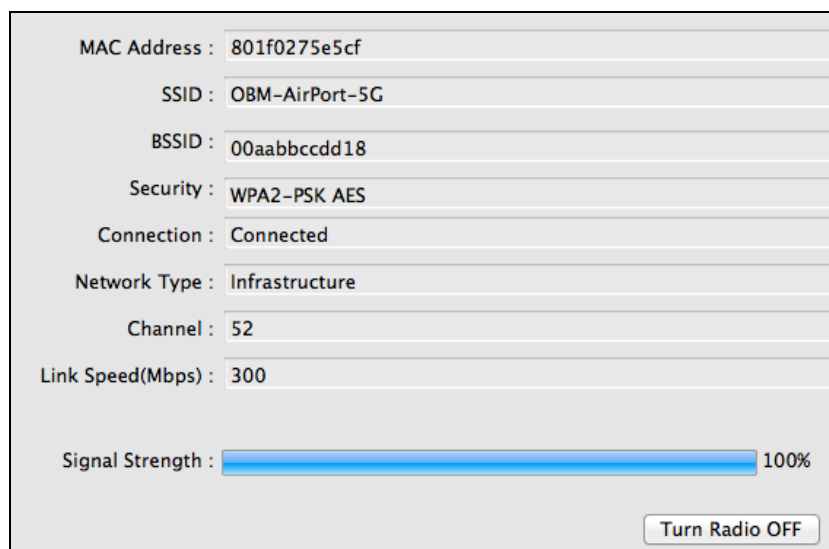 MAC Address : 801f0275e5cf
SSID : OBM-AirPort-5G
BSSID : 00aabbccdd18
Security : WPA2-PSK AES
Connection : Connected
Network Type : Infrastructure
Channel : 52
Link Speed(Mbps) : 300
Signal Strength : 100%
Turn Radio OFF